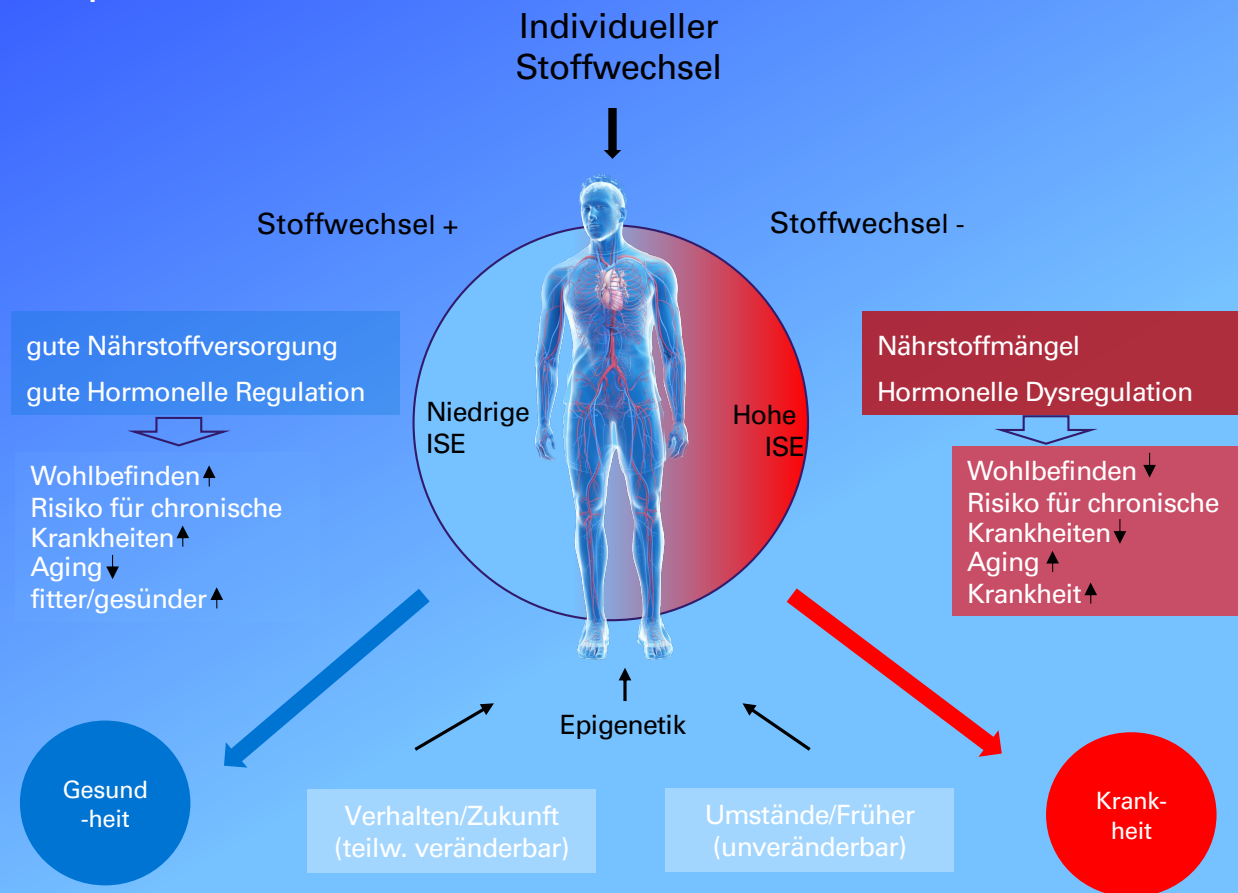 Individueller
Stoffwechsel
Stoffwechsel +
Stoffwechsel -
gute Nährstoffversorgung
gute Hormonelle Regulation
Nährstoffmängel
Hormonelle Dysregulation
Niedrige
ISE
Hohe
ISE
Wohlbefinden↑
Risiko für chronische
Krankheiten↑
Aging↓
fitter/gesünder↑
Wohlbefinden↓
Risiko für chronische
Krankheiten↓
Aging↑
Krankheit↑
Epigenetik
Gesund
-heit
Verhalten/Zukunft
(teilw. veränderbar)
Umstände/Früher
(unveränderbar)
Krank-
heit